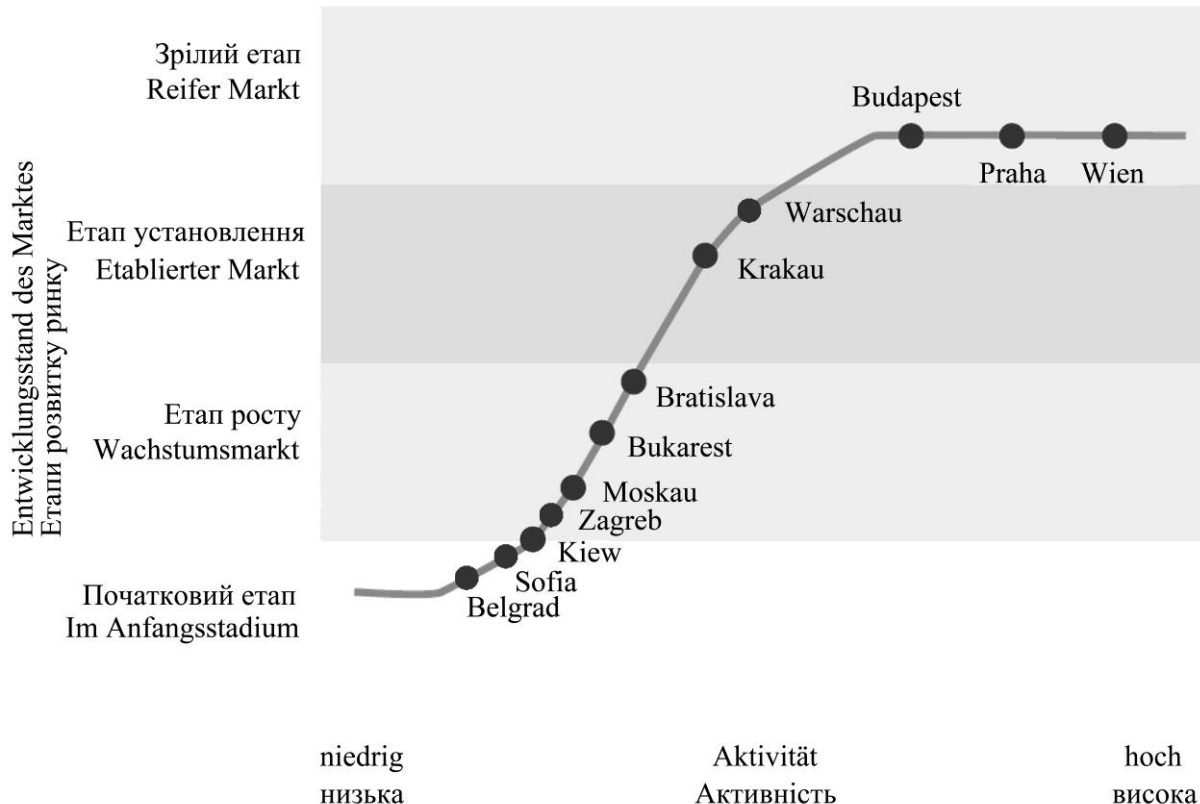 Зрілий етап
Reifer Markt
Budapest
Praha
Wien
Entwicklungsstand des Marktes
Етапи розвитку ринку
Етап установлення
Etablierter Markt
Warschau
Krakau
Етап росту
Wachstumsmarkt
Bratislava
Bukarest
Moskau
Zagreb
Kiew
Sofia
Belgrad
Початковий етап
Im Anfangsstadium
niedrig Aktivität hoch
низька Активність висока